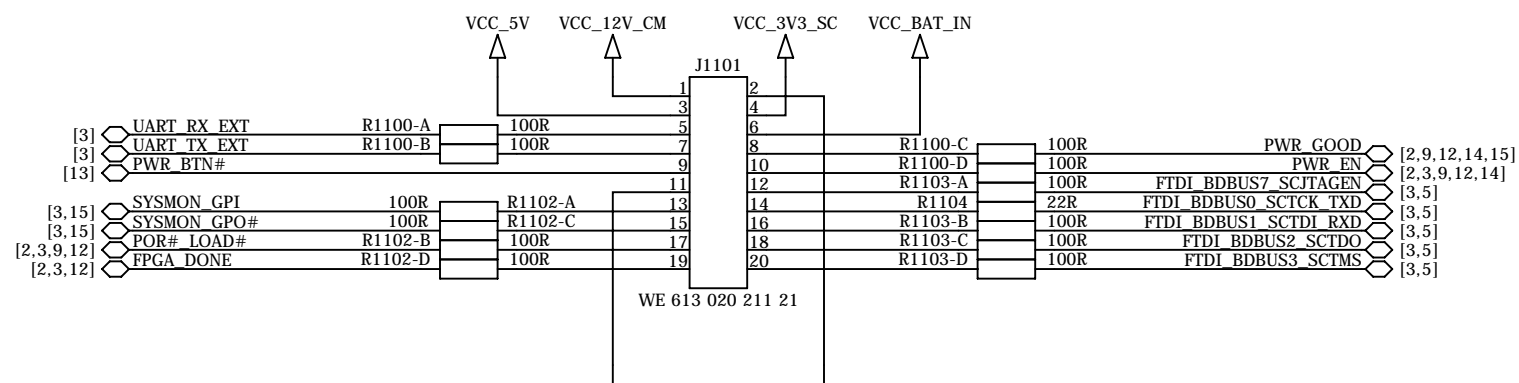 VCC_5V VCC_12V_CM VCC_3V3_SC VCC_BAT_IN
J1101
1 2
3 4
[3] UART_RX_EXT R1100-A 100R 5 6
[3] UART_TX_EXT R1100-B 100R 7 8 R1100-C 100R PWR_GOOD [2,9,12,14,15]
[13] PWR_BTN# 9 10 R1100-D 100R PWR_EN [2,3,9,12,14]
11 12 R1103-A 100R FTDI_BDBUS7_SCJTAGEN [3,5]
[3,15] SYSMON_GPI 100R R1102-A 13 14 R1104 22R FTDI_BDBUS0_SCTCK_TXD [3,5]
[3,15] SYSMON_GPO# 100R R1102-C 15 16 R1103-B 100R FTDI_BDBUS1_SCTDI_RXD [3,5]
[2,3,9,12] POR#_LOAD# R1102-B 100R 17 18 R1103-C 100R FTDI_BDBUS2_SCTDO [3,5]
[2,3,12] FPGA_DONE R1102-D 100R 19 20 R1103-D 100R FTDI_BDBUS3_SCTMS [3,5]
WE 613 020 211 21